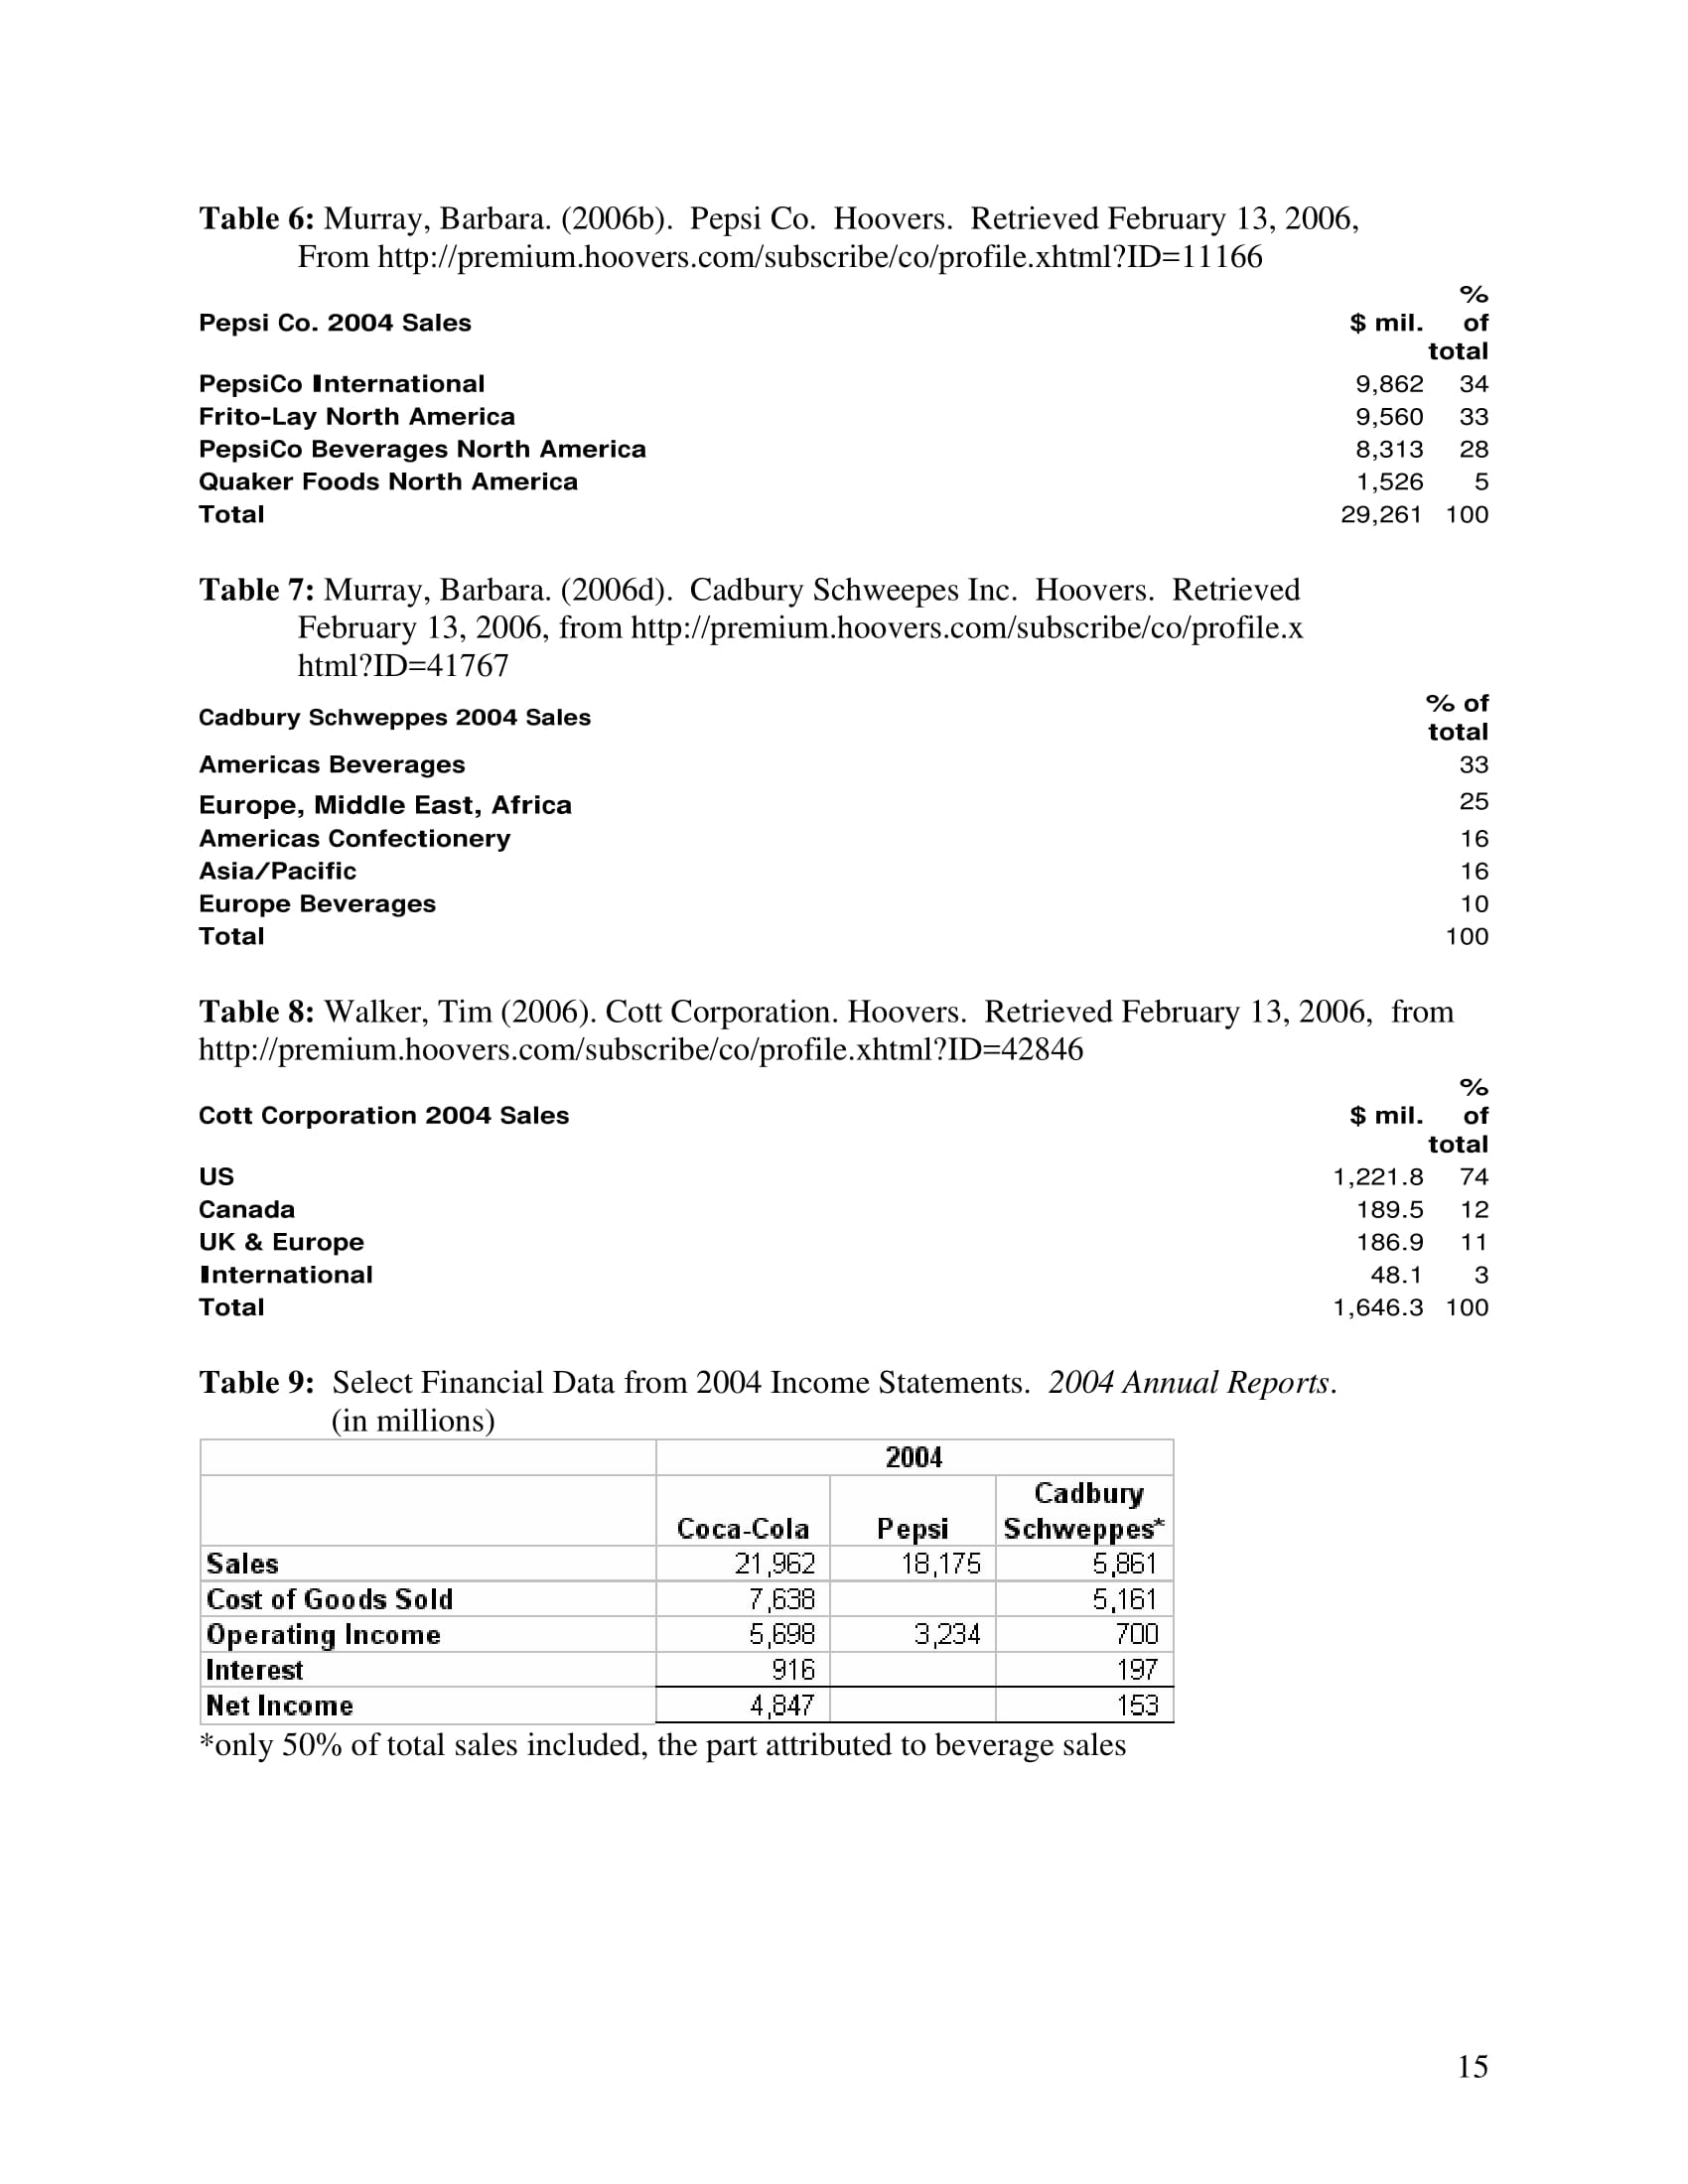 Table 6: Murray, Barbara. (2006b).  Pepsi Co.  Hoovers.  Retrieved February 13, 2006,
From http://premium.hoovers.com/subscribe/co/profile.xhtml?ID=11166
Pepsi Co. 2004 Sales $ mil. % of total
PepsiCo International 9,862 34
Frito-Lay North America 9,560 33
PepsiCo Beverages North America 8,313 28
Quaker Foods North America 1,526 5
Total 29,261 100
Table 7: Murray, Barbara. (2006d).  Cadbury Schweepes Inc.  Hoovers.  Retrieved
February 13, 2006, from http://premium.hoovers.com/subscribe/co/profile.x
html?ID=41767
Cadbury Schweppes 2004 Sales % of total
Americas Beverages 33
Europe, Middle East, Africa 25
Americas Confectionery 16
Asia/Pacific 16
Europe Beverages 10
Total 100
Table 8: Walker, Tim (2006). Cott Corporation. Hoovers.  Retrieved February 13, 2006,  from
http://premium.hoovers.com/subscribe/co/profile.xhtml?ID=42846
Cott Corporation 2004 Sales $ mil. % of total
US 1,221.8 74
Canada 189.5 12
UK & Europe 186.9 11
International 48.1 3
Total 1,646.3 100
Table 9:  Select Financial Data from 2004 Income Statements.  2004 Annual Reports.
(in millions)
2004
Coca-Cola Pepsi Cadbury Schweppes*
Sales 21,962 18,175 5,861
Cost of Goods Sold 7,638 5,161
Operating Income 5,698 3,234 700
Interest 916 197
Net Income 4,847 153
*only 50% of total sales included, the part attributed to beverage sales
15